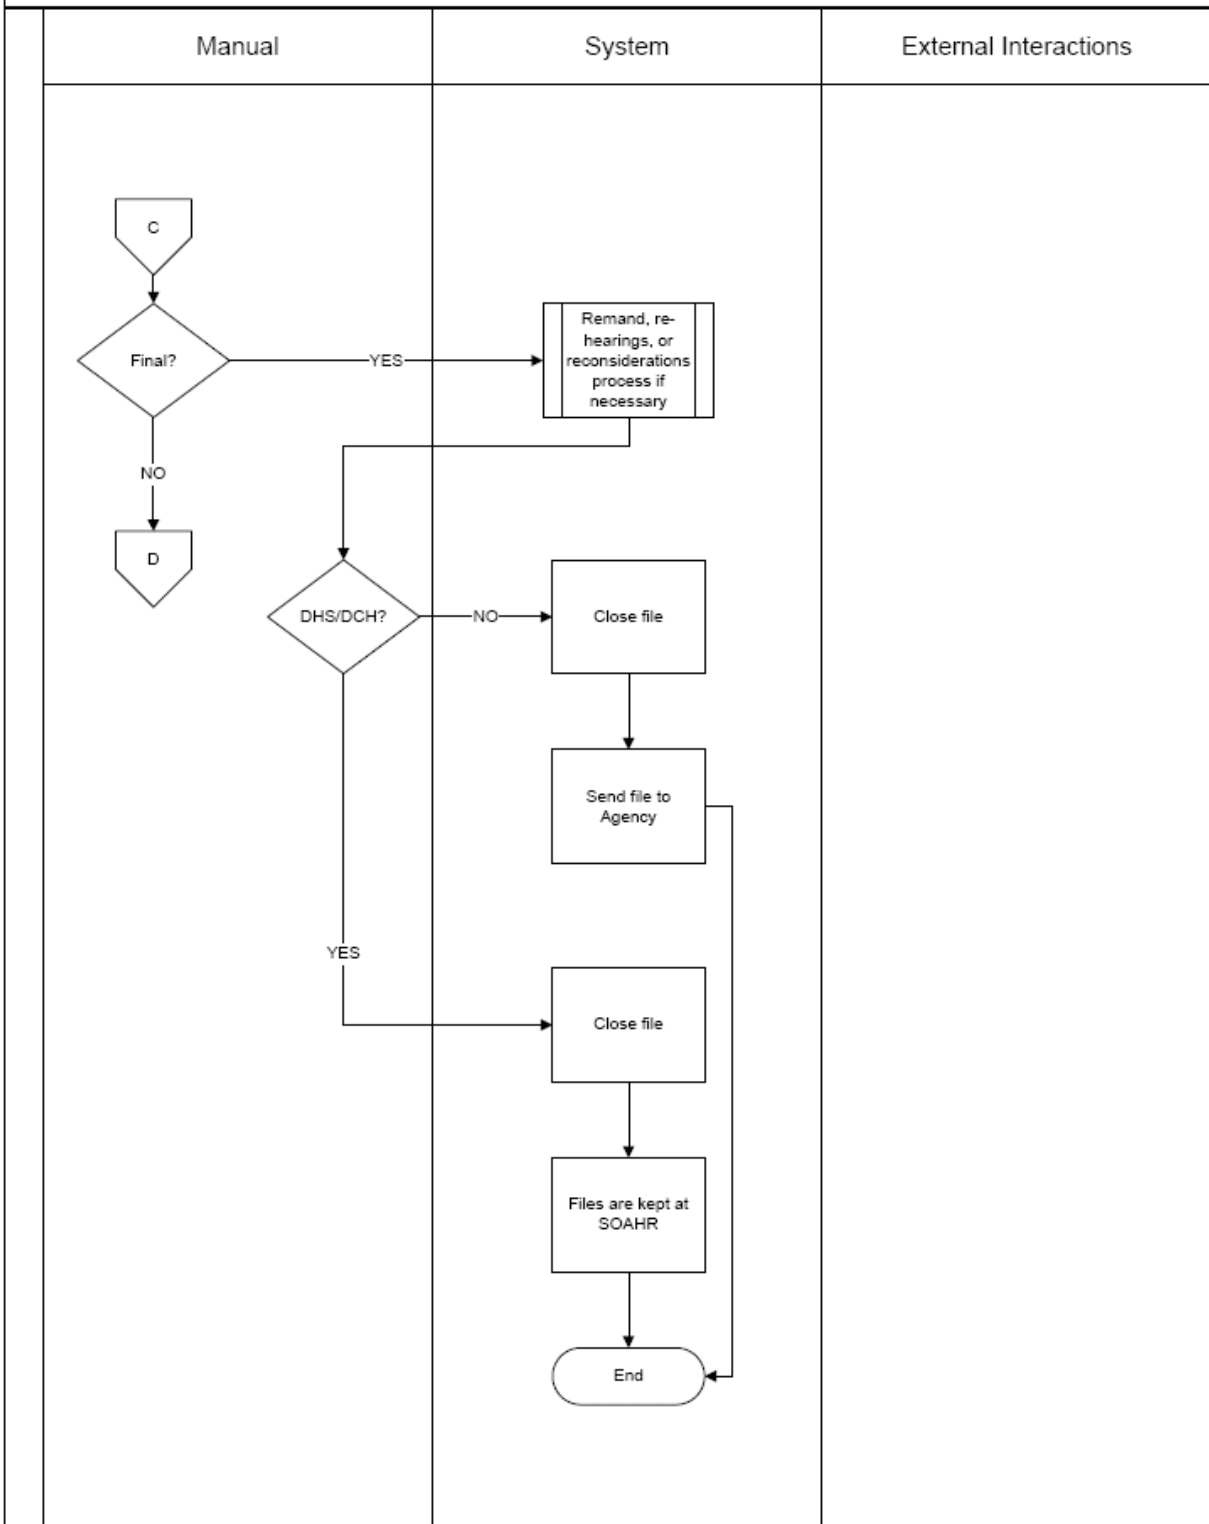 Manual
System
External Interactions
C
Final?
YES
Remand, re-
hearings, or
reconsiderations
process if
necessary
NO
D
DHS/DCH?
NO
Close file
Send file to
Agency
YES
Close file
Files are kept at
SOAHR
End